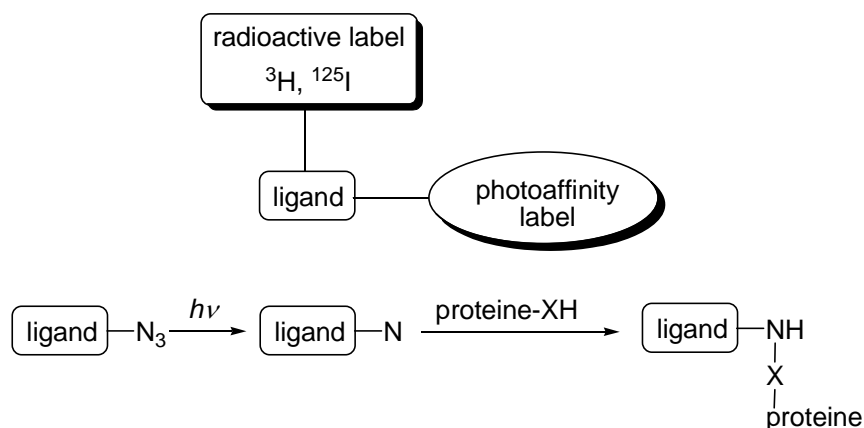 radioactive label
³H, ¹²⁵I
ligand
photoaffinity
label
ligand N₃ hν ligand N proteine-XH ligand NH
X
proteine